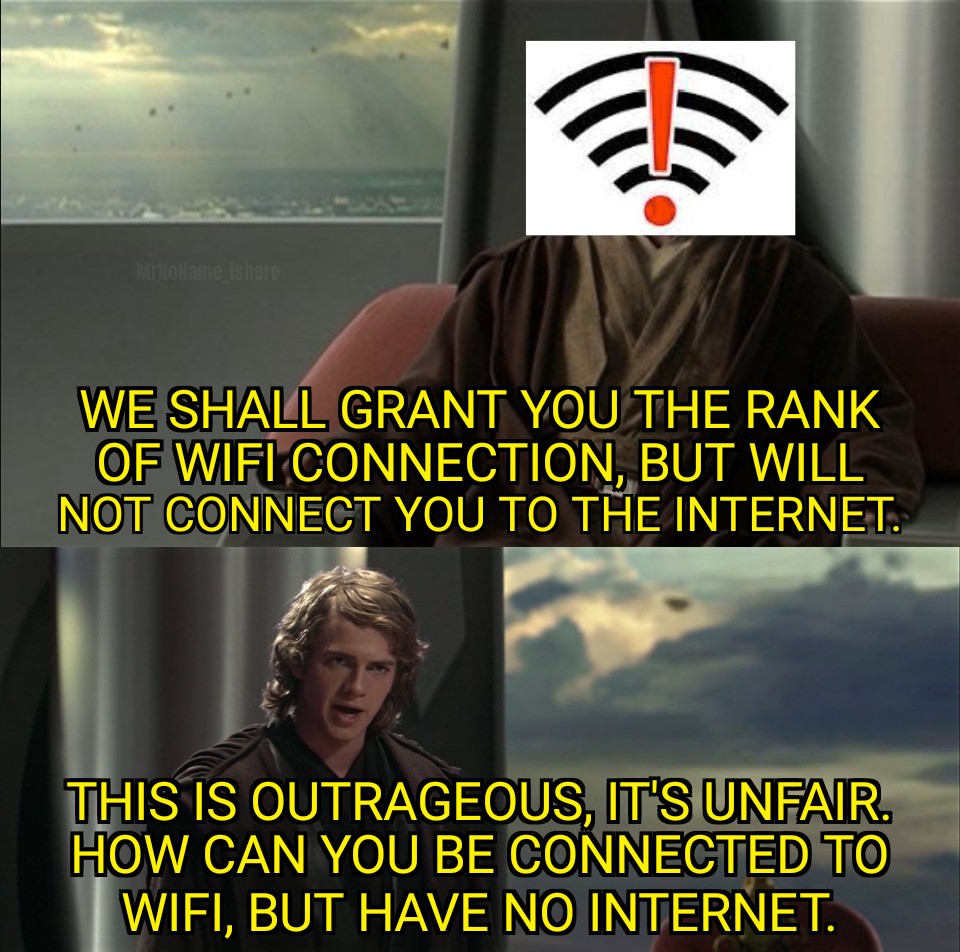 MrNoName_ishere
WE SHALL GRANT YOU THE RANK
OF WIFI CONNECTION, BUT WILL
NOT CONNECT YOU TO THE INTERNET.
THIS IS OUTRAGEOUS, IT'S UNFAIR.
HOW CAN YOU BE CONNECTED TO
WIFI, BUT HAVE NO INTERNET.